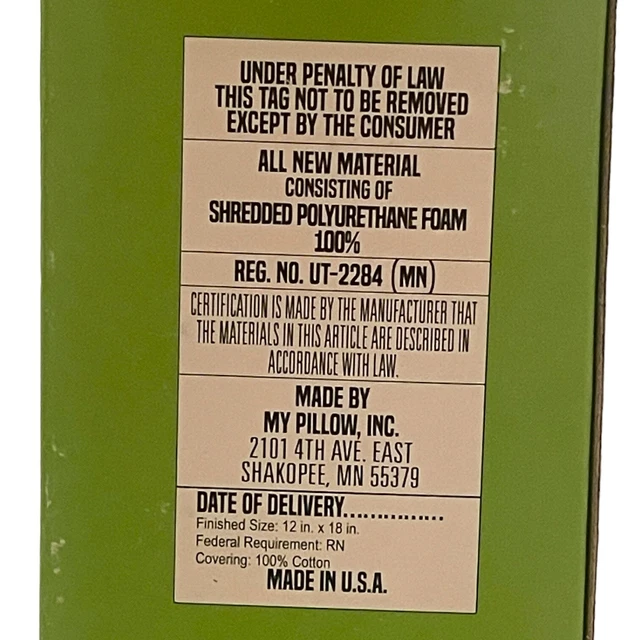 UNDER PENALTY OF LAW
THIS TAG NOT TO BE REMOVED
EXCEPT BY THE CONSUMER
ALL NEW MATERIAL
CONSISTING OF
SHREDDED POLYURETHANE FOAM
100%
REG. NO. UT-2284 (MN)
CERTIFICATION IS MADE BY THE MANUFACTURER THAT
THE MATERIALS IN THIS ARTICLE ARE DESCRIBED IN
ACCORDANCE WITH LAW.
MADE BY
MY PILLOW, INC.
2101 4TH AVE. EAST
SHAKOPEE, MN 55379
DATE OF DELIVERY...............
Finished Size: 12 in. x 18 in.
Federal Requirement: RN
Covering: 100% Cotton
MADE IN U.S.A.